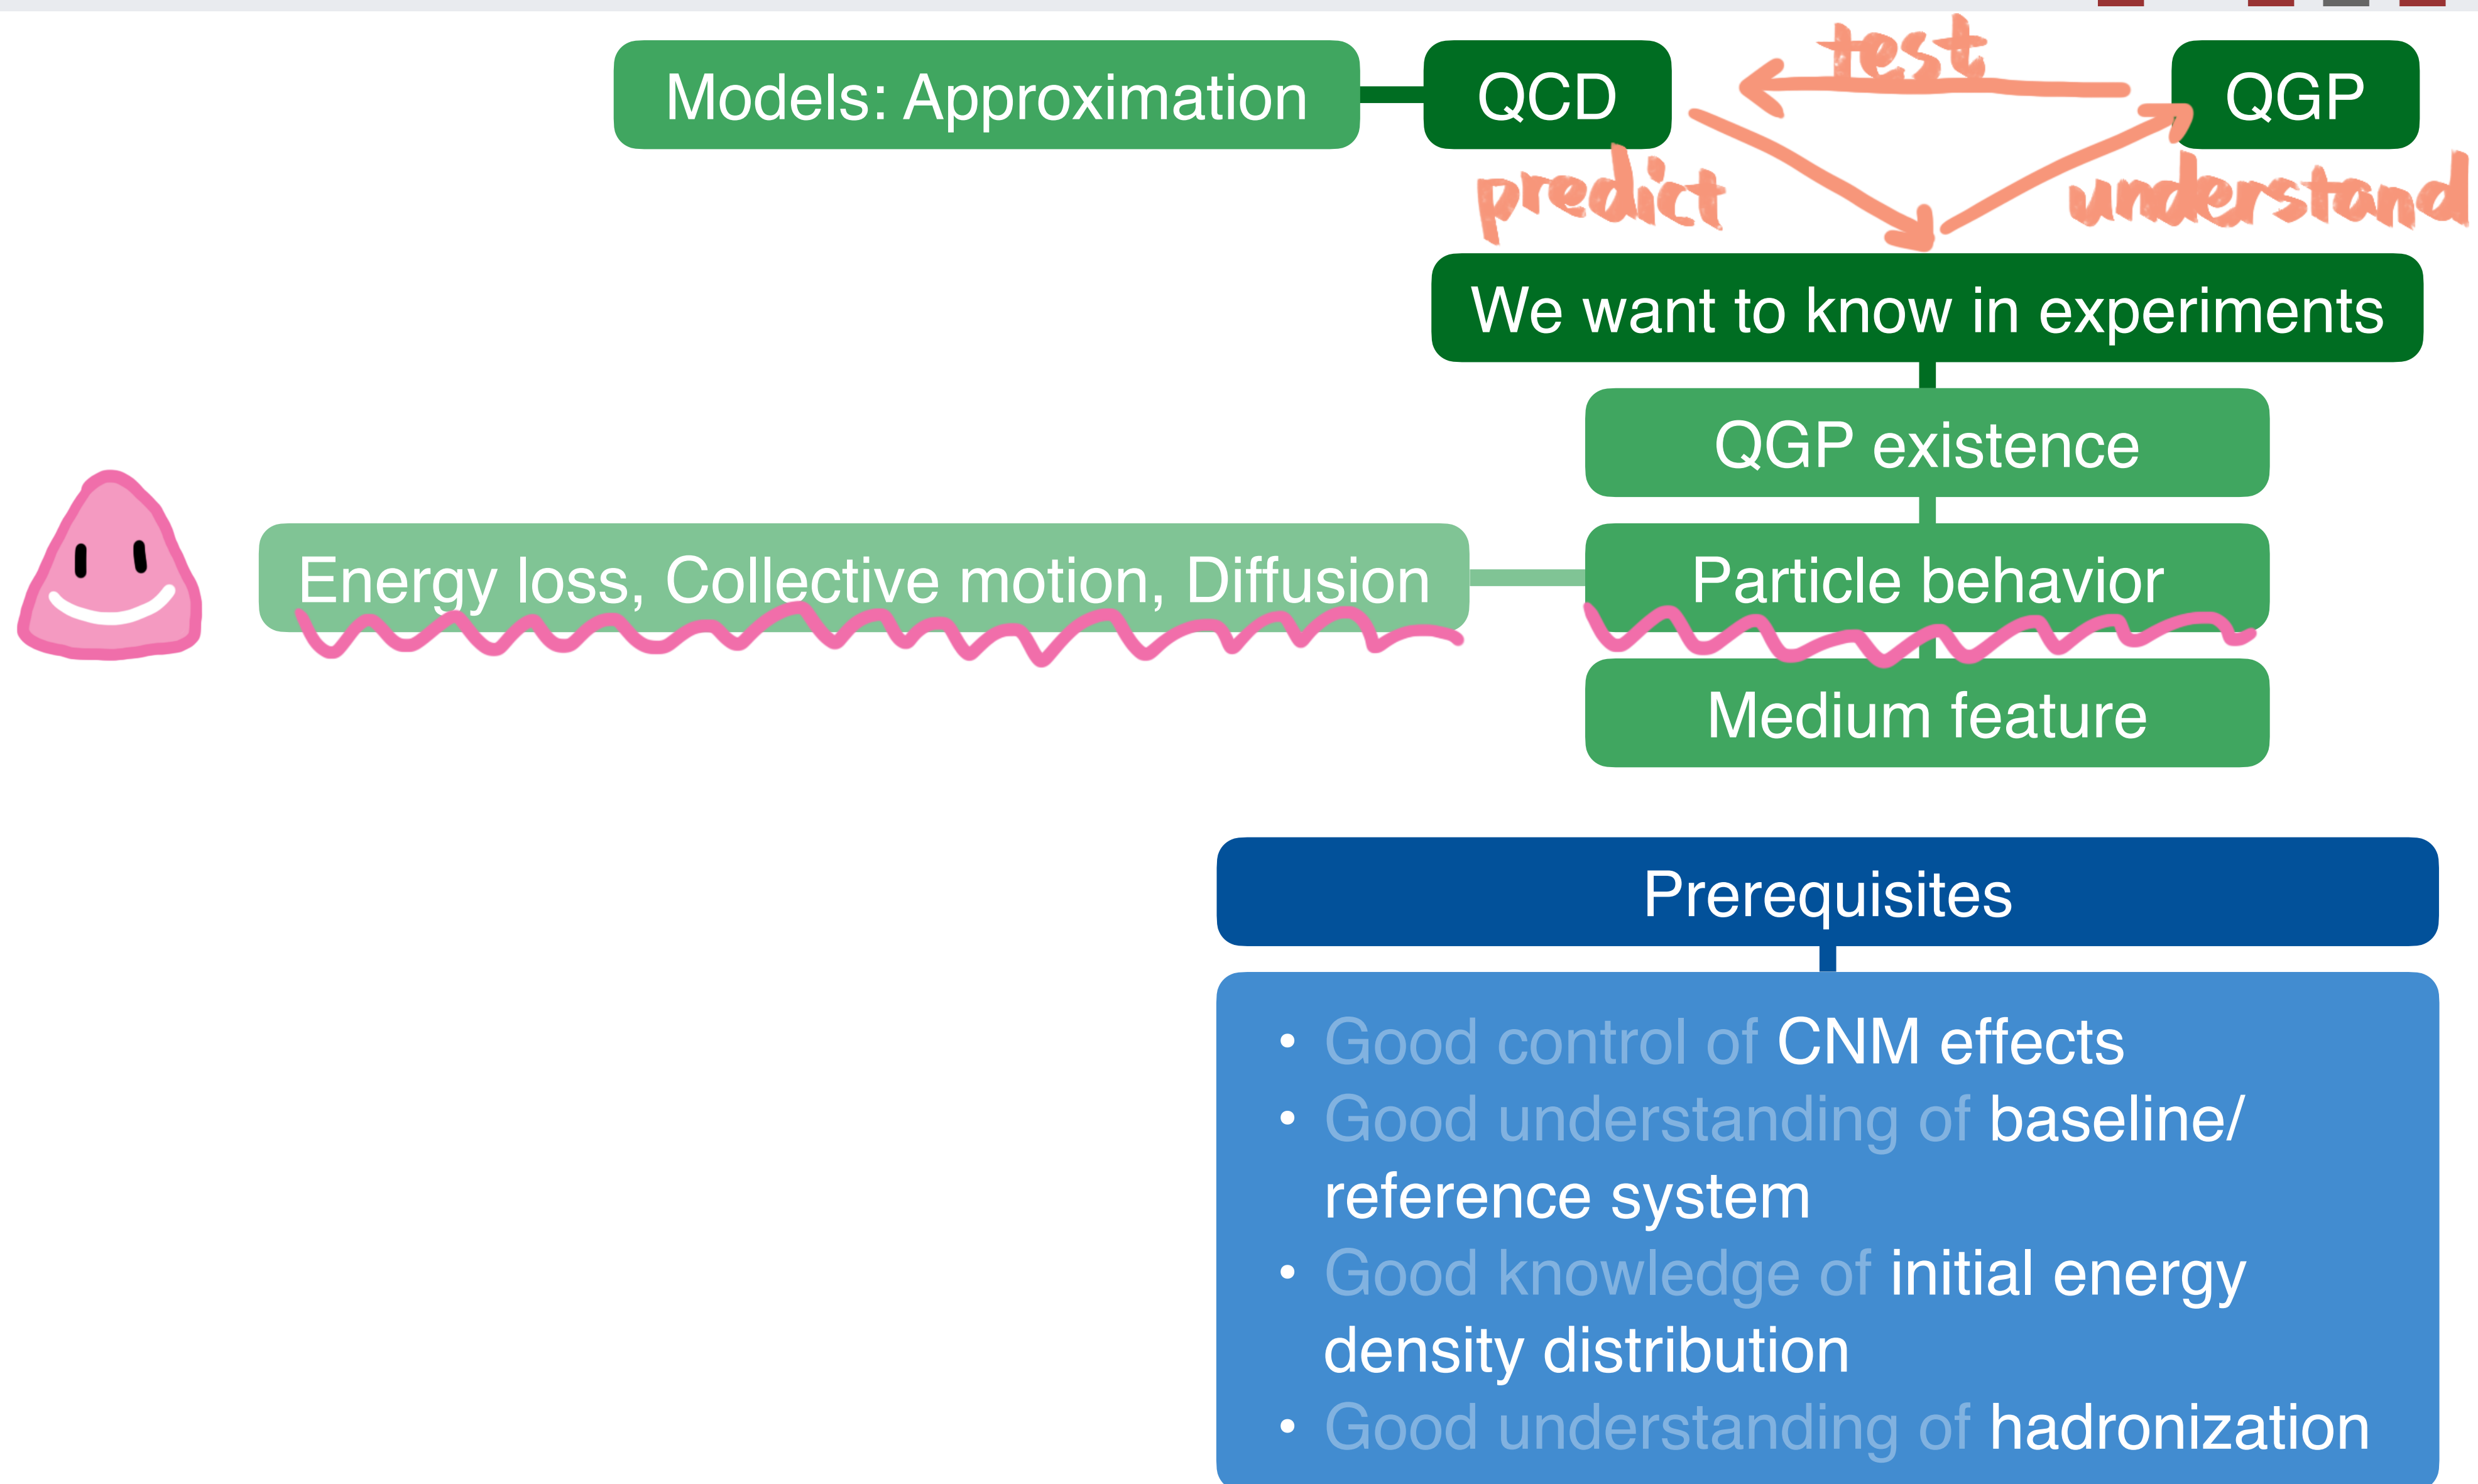 Models: Approximation
QCD
test
QGP
predict
understand
We want to know in experiments
QGP existence
Energy loss, Collective motion, Diffusion
Particle behavior
Medium feature
Prerequisites
• Good control of CNM effects
• Good understanding of baseline/
reference system
• Good knowledge of initial energy
density distribution
• Good understanding of hadronization